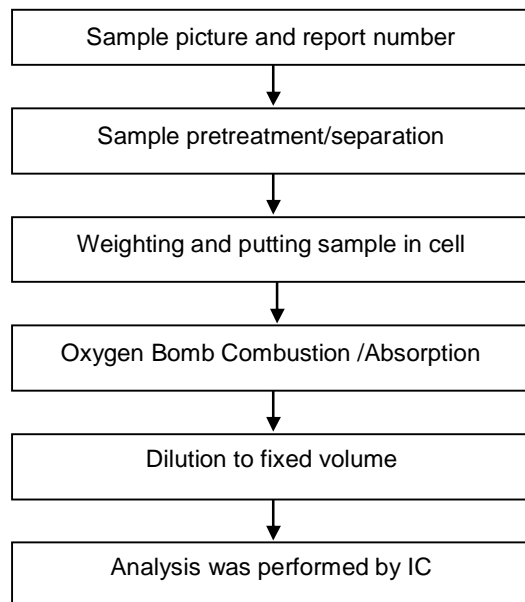 Sample picture and report number
Sample pretreatment/separation
Weighting and putting sample in cell
Oxygen Bomb Combustion /Absorption
Dilution to fixed volume
Analysis was performed by IC